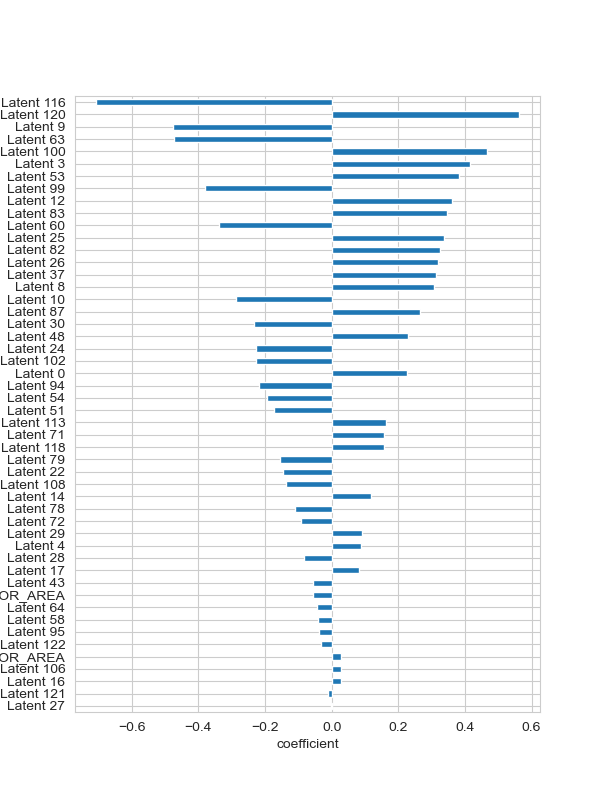 Latent 116
Latent 120
Latent 9
Latent 63
Latent 100
Latent 3
Latent 53
Latent 99
Latent 12
Latent 83
Latent 60
Latent 25
Latent 82
Latent 26
Latent 37
Latent 8
Latent 10
Latent 87
Latent 30
Latent 48
Latent 24
Latent 102
Latent 0
Latent 94
Latent 54
Latent 51
Latent 113
Latent 71
Latent 118
Latent 79
Latent 22
Latent 108
Latent 14
Latent 78
Latent 72
Latent 29
Latent 4
Latent 28
Latent 17
Latent 43
OR_AREA
Latent 64
Latent 58
Latent 95
Latent 122
OR_AREA
Latent 106
Latent 16
Latent 121
Latent 27
−0.6 −0.4 −0.2 0.0 0.2 0.4 0.6
coefficient